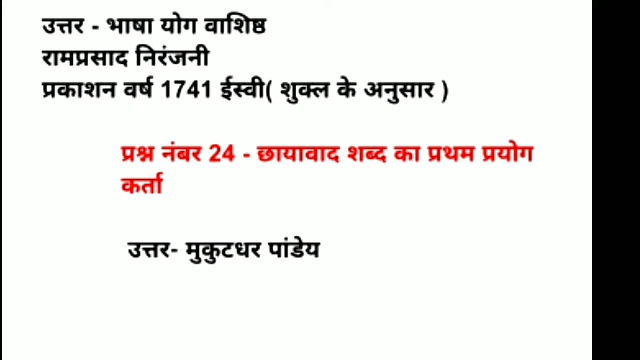 उत्तर - भाषा योग वाशिष्ठ
रामप्रसाद निरंजनी
प्रकाशन वर्ष 1741 ईस्वी( शुक्ल के अनुसार )
प्रश्न नंबर 24 - छायावाद शब्द का प्रथम प्रयोग
कर्ता
उत्तर- मुकुटधर पांडेय